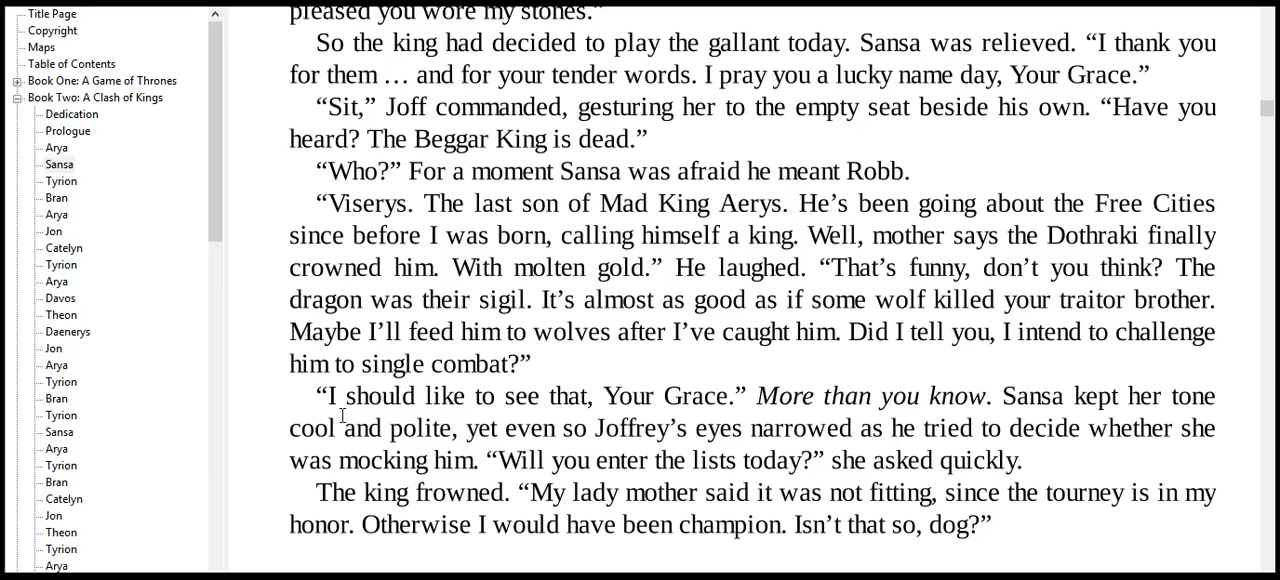 Title Page
Copyright
Maps
Table of Contents
Book One: A Game of Thrones
Book Two: A Clash of Kings
Dedication
Prologue
Arya
Sansa
Tyrion
Bran
Arya
Jon
Catelyn
Tyrion
Arya
Davos
Theon
Daenerys
Jon
Arya
Tyrion
Bran
Tyrion
Sansa
Arya
Tyrion
Bran
Catelyn
Jon
Theon
Tyrion
Arya
pleased you wore my stones.”
So the king had decided to play the gallant today. Sansa was relieved. “I thank you
for them … and for your tender words. I pray you a lucky name day, Your Grace.”
“Sit,” Joff commanded, gesturing her to the empty seat beside his own. “Have you
heard? The Beggar King is dead.”
“Who?” For a moment Sansa was afraid he meant Robb.
“Viserys. The last son of Mad King Aerys. He’s been going about the Free Cities
since before I was born, calling himself a king. Well, mother says the Dothraki finally
crowned him. With molten gold.” He laughed. “That’s funny, don’t you think? The
dragon was their sigil. It’s almost as good as if some wolf killed your traitor brother.
Maybe I’ll feed him to wolves after I’ve caught him. Did I tell you, I intend to challenge
him to single combat?”
“I should like to see that, Your Grace.” More than you know. Sansa kept her tone
cool and polite, yet even so Joffrey’s eyes narrowed as he tried to decide whether she
was mocking him. “Will you enter the lists today?” she asked quickly.
The king frowned. “My lady mother said it was not fitting, since the tourney is in my
honor. Otherwise I would have been champion. Isn’t that so, dog?”